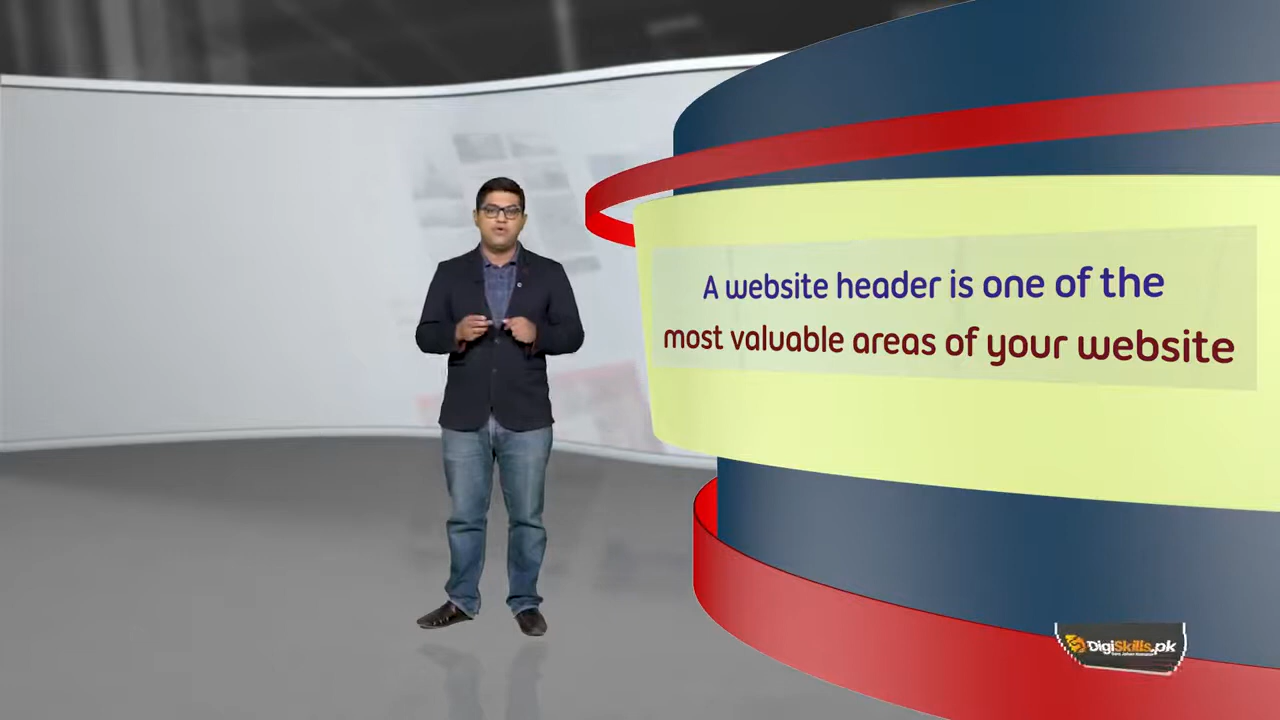 A website header is one of the
most valuable areas of your website
DigiSkills.pk